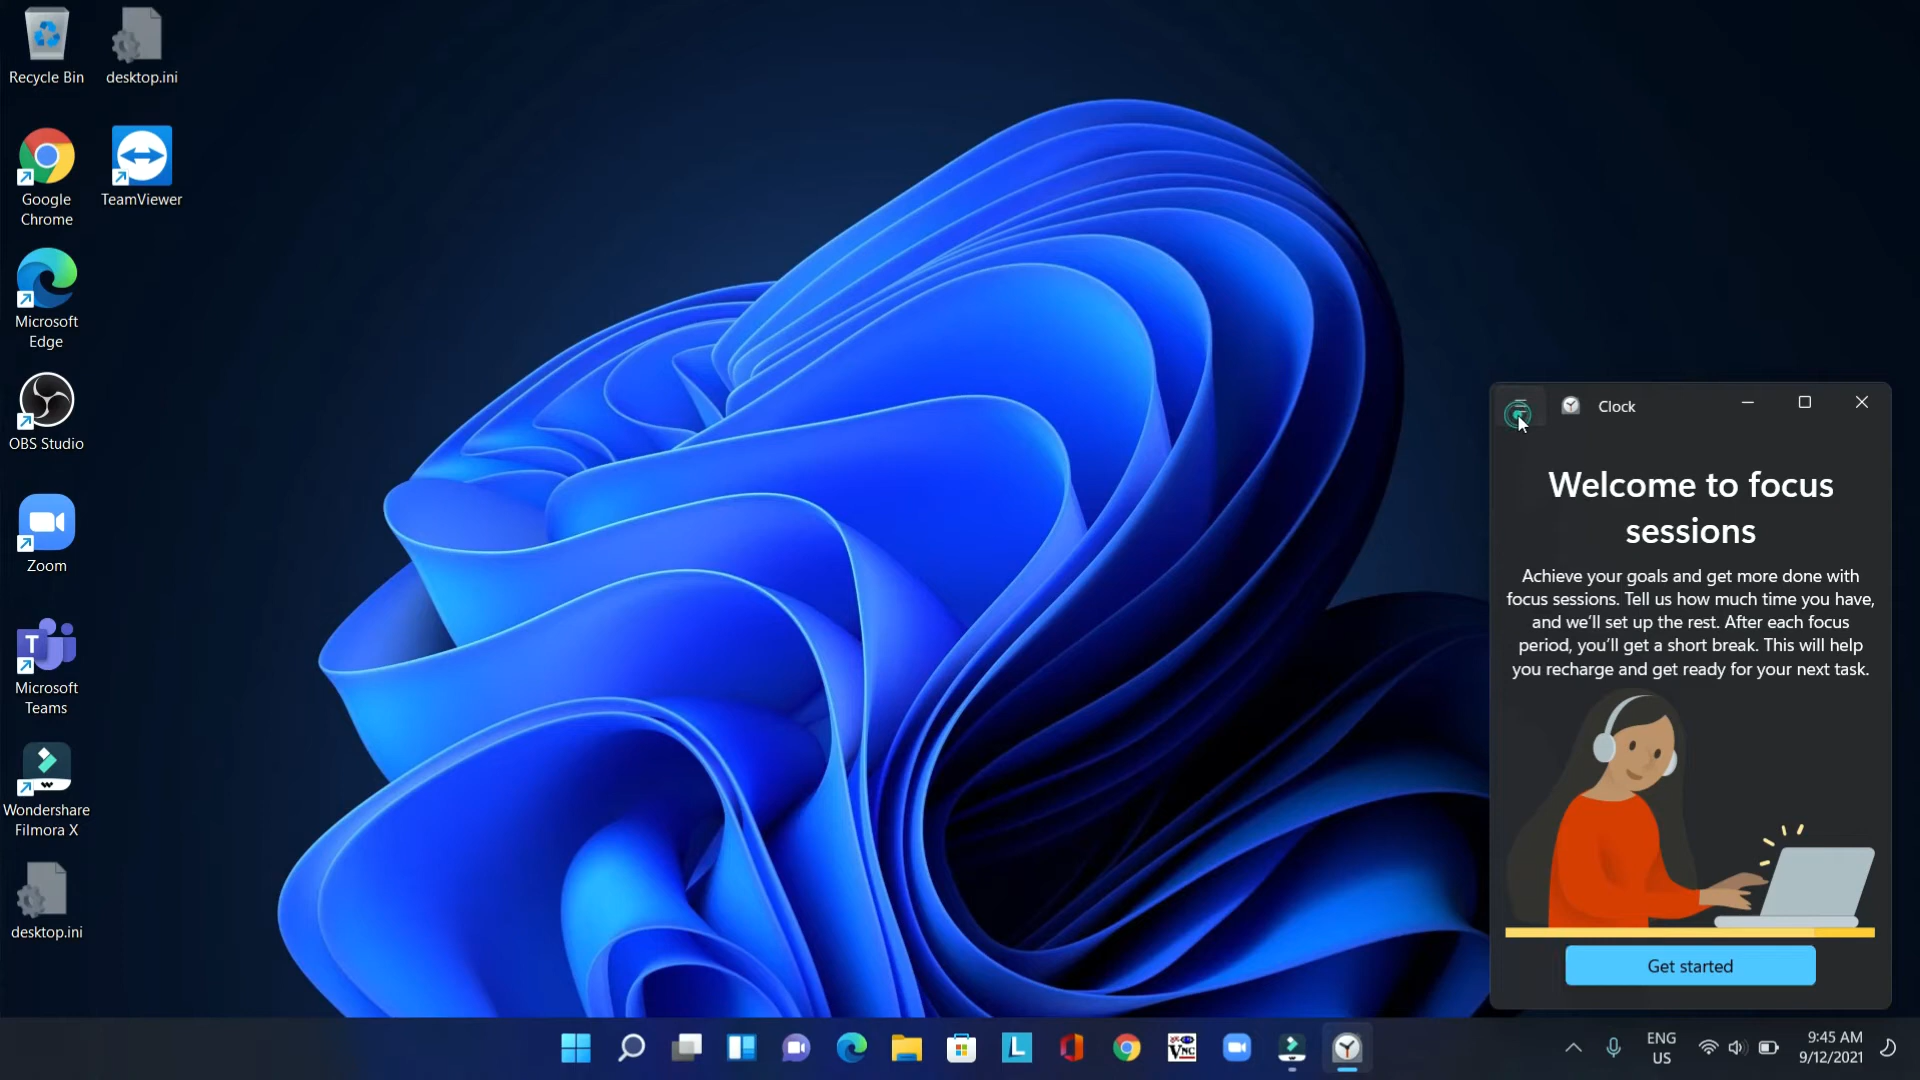 Recycle Bin
desktop.ini
Google
Chrome
TeamViewer
Microsoft
Edge
OBS Studio
Zoom
T
Microsoft
Teams
Wondershare
Filmora X
desktop.ini
Clock
Welcome to focus
sessions
Achieve your goals and get more done with
focus sessions. Tell us how much time you have,
and we'll set up the rest. After each focus
period, you'll get a short break. This will help
you recharge and get ready for your next task.
Get started
L
VNC
ENG
US
9:45 AM
9/12/2021